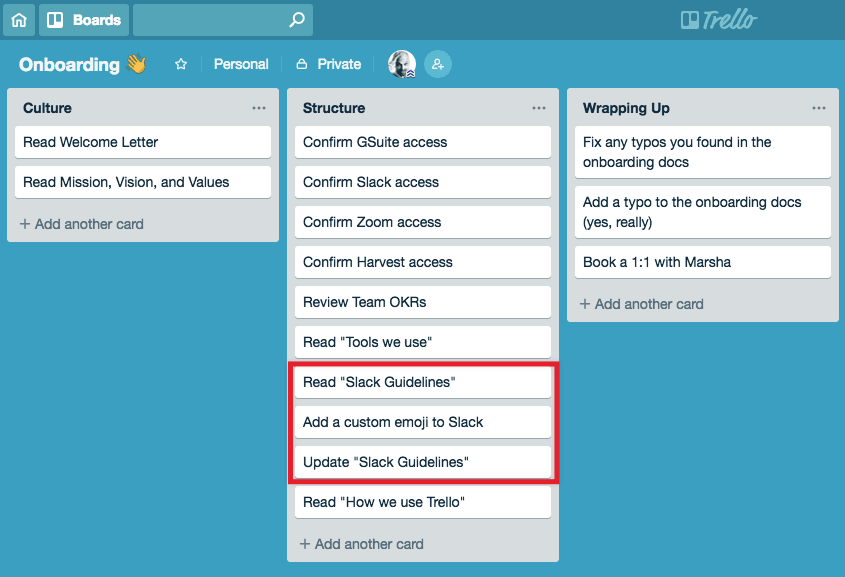 Boards
Trello
Onboarding 👋
Personal
Private
Culture
Read Welcome Letter
Read Mission, Vision, and Values
+ Add another card
Structure
Confirm GSuite access
Confirm Slack access
Confirm Zoom access
Confirm Harvest access
Review Team OKRs
Read "Tools we use"
Read "Slack Guidelines"
Add a custom emoji to Slack
Update "Slack Guidelines"
Read "How we use Trello"
+ Add another card
Wrapping Up
Fix any typos you found in the
onboarding docs
Add a typo to the onboarding docs
(yes, really)
Book a 1:1 with Marsha
+ Add another card